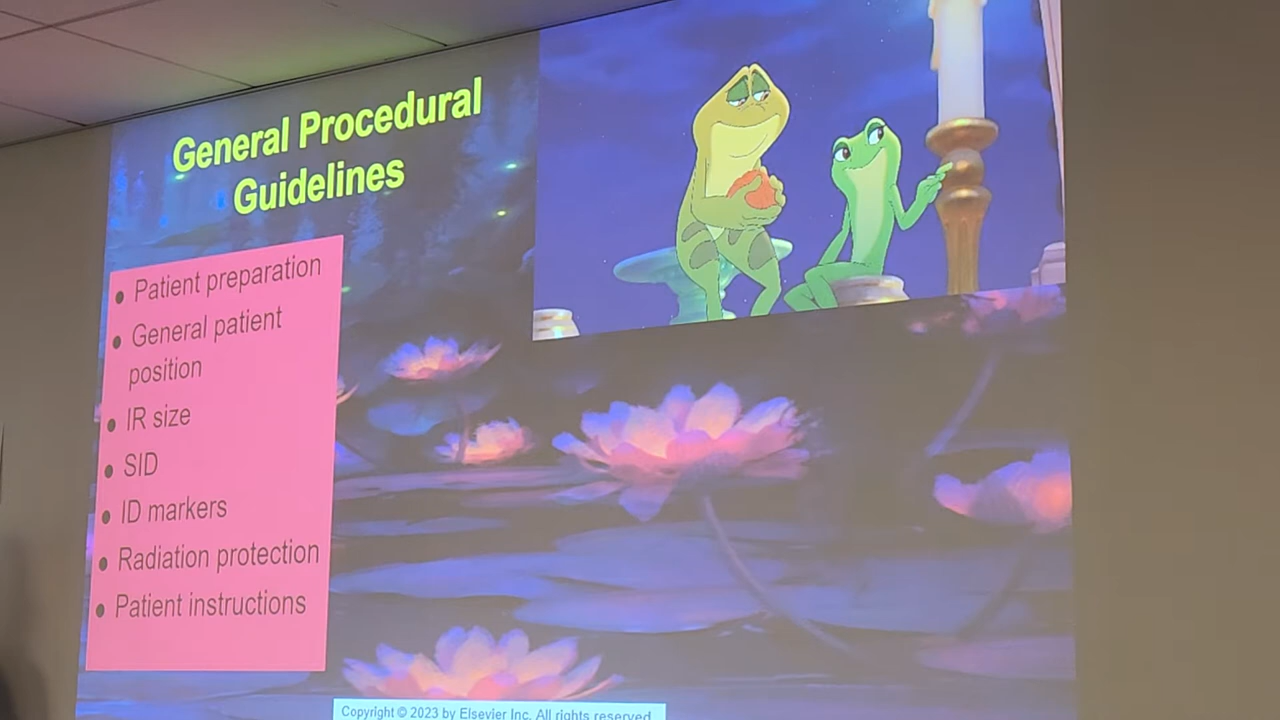 General Procedural
Guidelines
• Patient preparation
• General patient
position
• IR size
• SID
• ID markers
• Radiation protection
• Patient instructions
Copyright © 2023 by Elsevier Inc. All rights reserved.